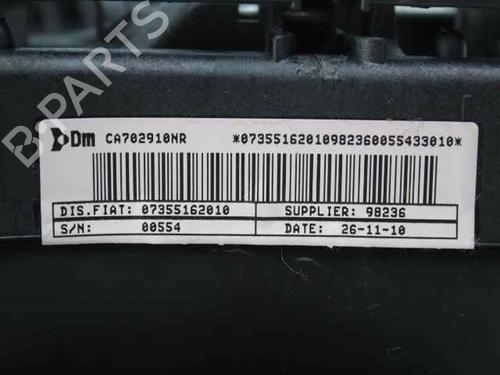 B-PARTS
Dm CA702910NR *07355162010982360055433010*
DIS.FIAT: 07355162010 SUPPLIER: 98236
S/N: 00554 DATE: 26-11-10